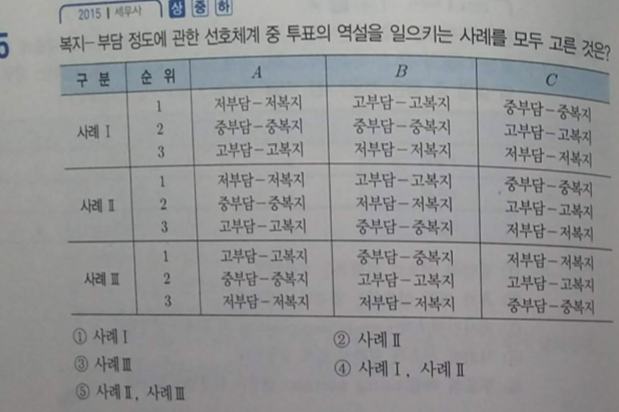 2015 | 세무사 상 중 하
5 복지-부담 정도에 관한 선호체계 중 투표의 역설을 일으키는 사례를 모두 고른 것은?
구분 순위 A B C
사례 Ⅰ 1 저부담-저복지 고부담-고복지 중부담-중복지
2 중부담-중복지 중부담-중복지 고부담-고복지
3 고부담-고복지 저부담-저복지 저부담-저복지
사례 Ⅱ 1 저부담-저복지 고부담-고복지 중부담-중복지
2 중부담-중복지 저부담-저복지 고부담-고복지
3 고부담-고복지 중부담-중복지 저부담-저복지
사례 Ⅲ 1 고부담-고복지 중부담-중복지 저부담-저복지
2 중부담-중복지 고부담-고복지 고부담-고복지
3 저부담-저복지 저부담-저복지 중부담-중복지
① 사례 Ⅰ ② 사례 Ⅱ
③ 사례 Ⅲ ④ 사례 Ⅰ, 사례 Ⅱ
⑤ 사례 Ⅱ, 사례 Ⅲ